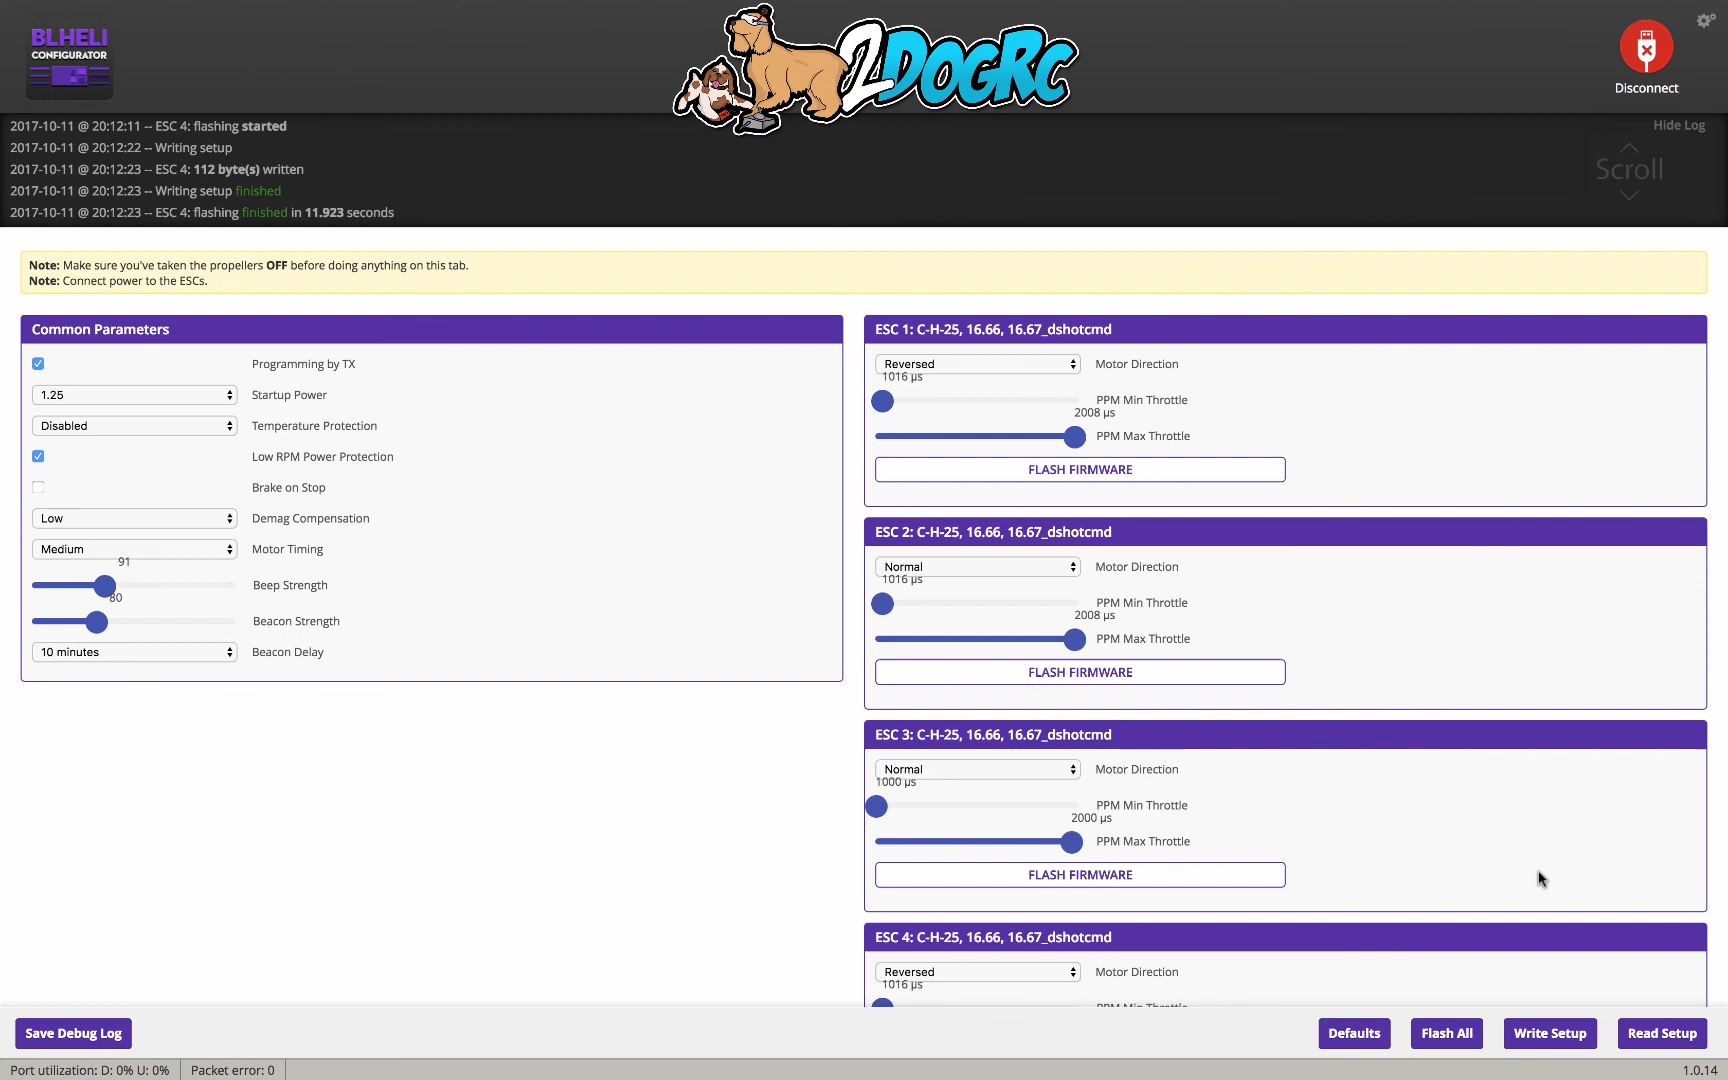 BLHELI
CONFIGURATOR
2DOGRC
Disconnect
2017-10-11 @ 20:12:11 -- ESC 4: flashing started
2017-10-11 @ 20:12:22 -- Writing setup
2017-10-11 @ 20:12:23 -- ESC 4: 112 byte(s) written
2017-10-11 @ 20:12:23 -- Writing setup finished
2017-10-11 @ 20:12:23 -- ESC 4: flashing finished in 11.923 seconds
Hide Log
Scroll
Note: Make sure you've taken the propellers OFF before doing anything on this tab.
Note: Connect power to the ESCs.
Common Parameters
Programming by TX
1.25 Startup Power
Disabled Temperature Protection
Low RPM Power Protection
Brake on Stop
Low Demag Compensation
Medium Motor Timing
91
Beep Strength
80
Beacon Strength
10 minutes Beacon Delay
ESC 1: C-H-25, 16.66, 16.67_dshotcmd
Reversed Motor Direction
1016 µs
PPM Min Throttle
2008 µs
PPM Max Throttle
FLASH FIRMWARE
ESC 2: C-H-25, 16.66, 16.67_dshotcmd
Normal Motor Direction
1016 µs
PPM Min Throttle
2008 µs
PPM Max Throttle
FLASH FIRMWARE
ESC 3: C-H-25, 16.66, 16.67_dshotcmd
Normal Motor Direction
1000 µs
PPM Min Throttle
2000 µs
PPM Max Throttle
FLASH FIRMWARE
ESC 4: C-H-25, 16.66, 16.67_dshotcmd
Reversed Motor Direction
1016 µs
PPM Min Throttle
Save Debug Log
Defaults Flash All Write Setup Read Setup
Port utilization: D: 0% U: 0% Packet error: 0 1.0.14